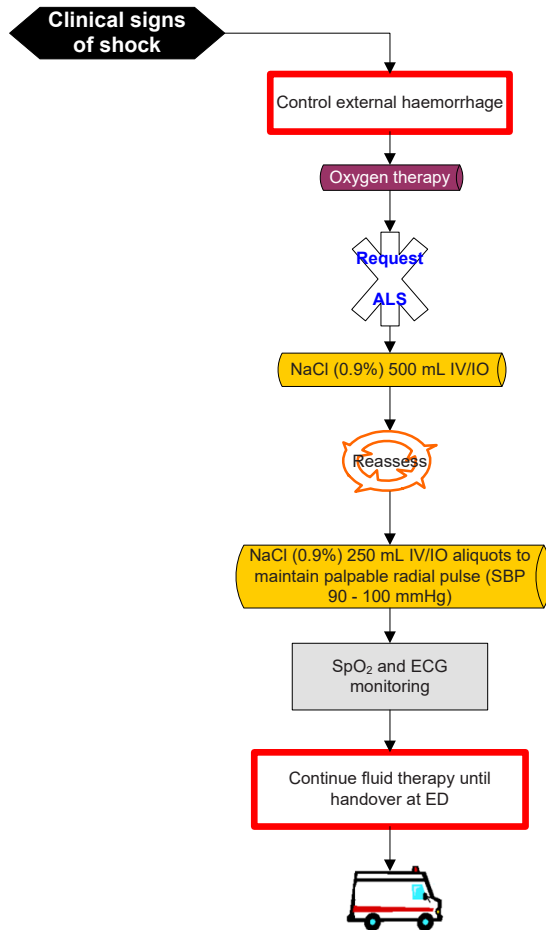 Clinical signs
of shock
Control external haemorrhage
Oxygen therapy
Request
ALS
NaCl (0.9%) 500 mL IV/IO
Reassess
NaCl (0.9%) 250 mL IV/IO aliquots to
maintain palpable radial pulse (SBP
90 - 100 mmHg)
SpO₂ and ECG
monitoring
Continue fluid therapy until
handover at ED